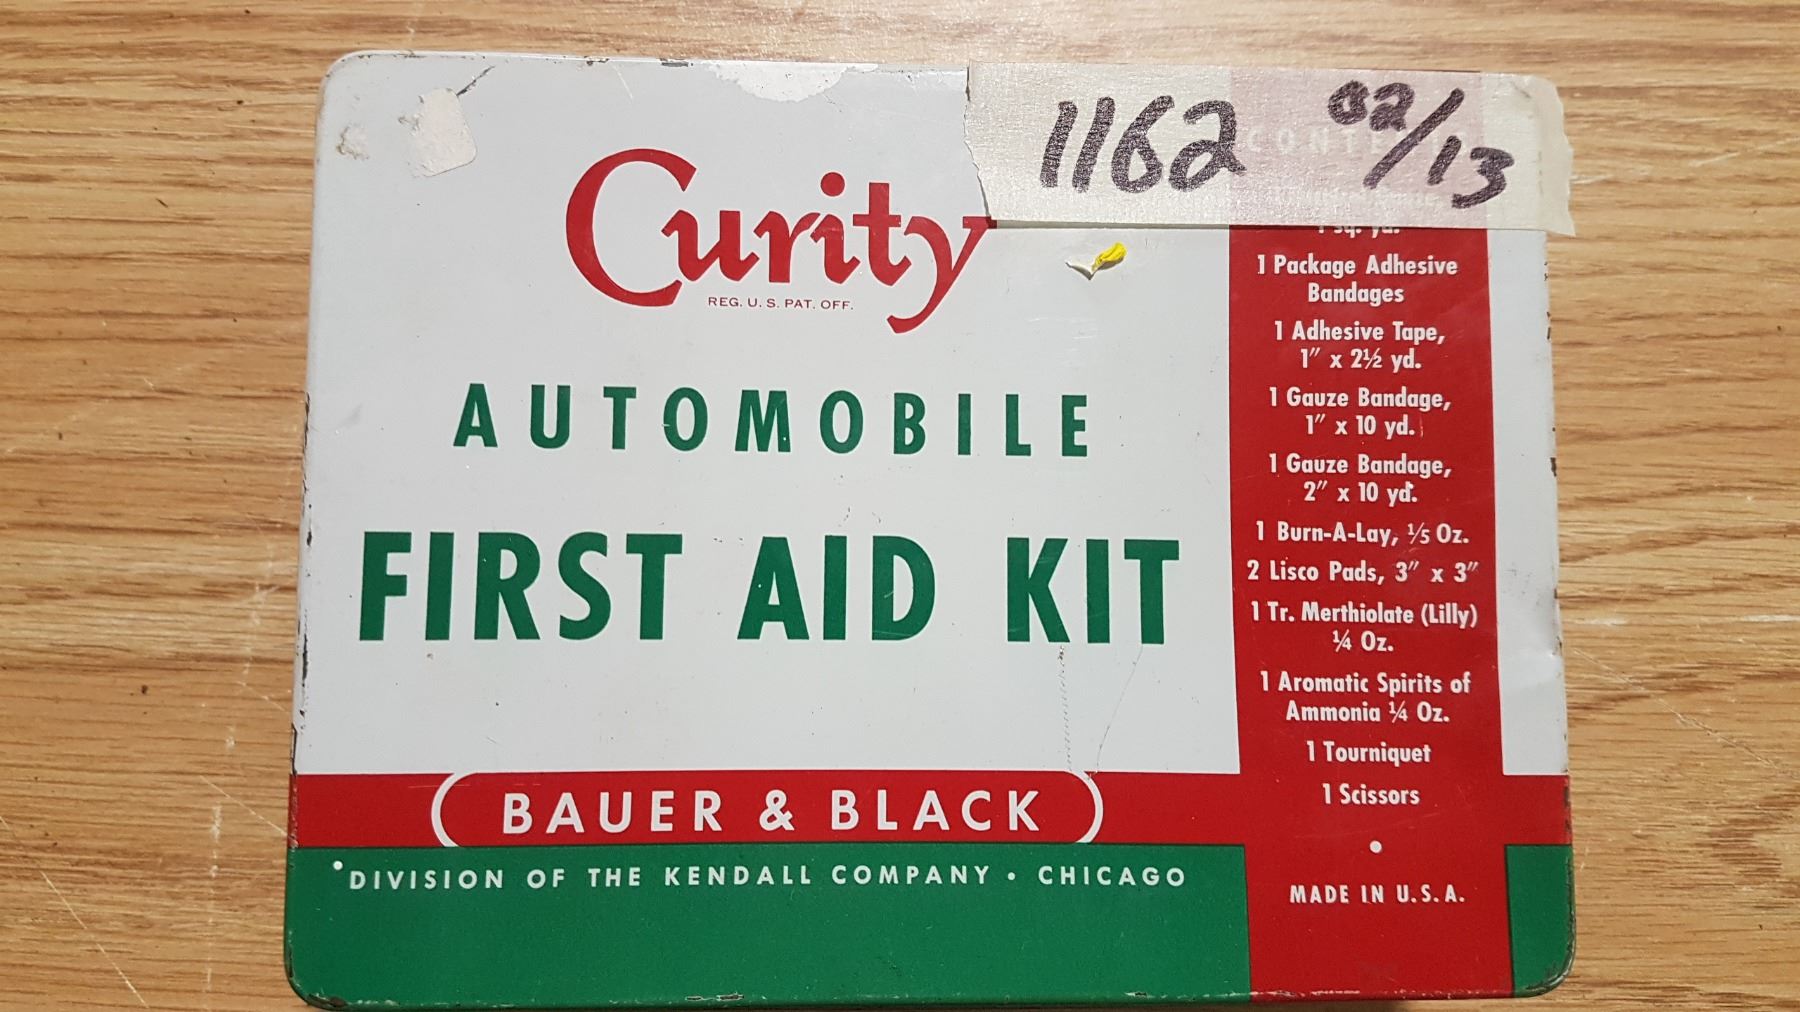 1162 02/13
Curity
REG. U. S. PAT. OFF.
AUTOMOBILE
FIRST AID KIT
BAUER & BLACK
DIVISION OF THE KENDALL COMPANY • CHICAGO
1 sq. yd.
1 Package Adhesive
Bandages
1 Adhesive Tape,
1" x 2½ yd.
1 Gauze Bandage,
1" x 10 yd.
1 Gauze Bandage,
2" x 10 yd.
1 Burn-A-Lay, ⅕ Oz.
2 Lisco Pads, 3" x 3"
1 Tr. Merthiolate (Lilly)
¼ Oz.
1 Aromatic Spirits of
Ammonia ¼ Oz.
1 Tourniquet
1 Scissors
MADE IN U.S.A.